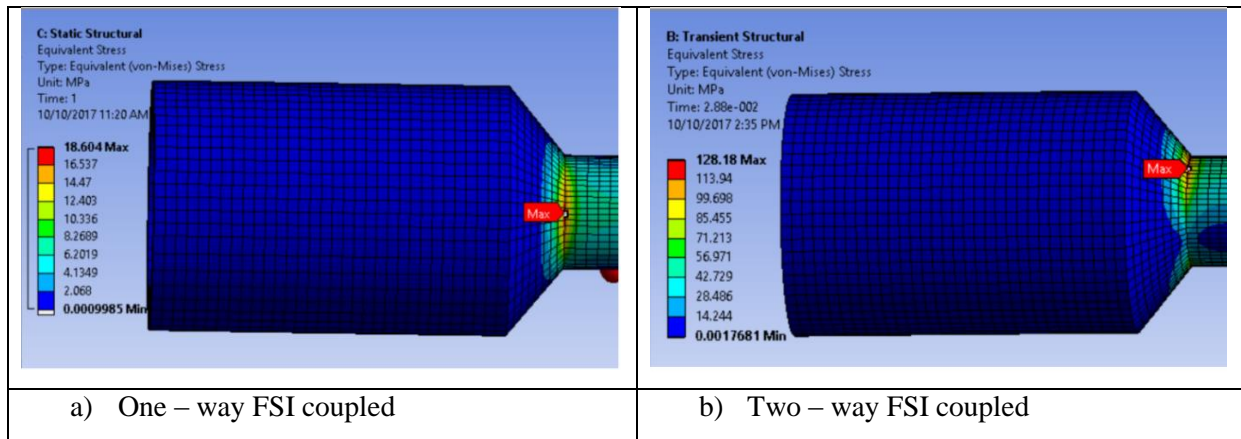 C: Static Structural
Equivalent Stress
Type: Equivalent (von-Mises) Stress
Unit: MPa
Time: 1
10/10/2017 11:20 AM
18.604 Max
16.537
14.47
12.403
10.336
8.2689
6.2019
4.1349
2.068
0.0009985 Min
Max
B: Transient Structural
Equivalent Stress
Type: Equivalent (von-Mises) Stress
Unit: MPa
Time: 2.88e-002
10/10/2017 2:35 PM
128.18 Max
113.94
99.698
85.455
71.213
56.971
42.729
28.486
14.244
0.0017681 Min
Max
a) One – way FSI coupled
b) Two – way FSI coupled